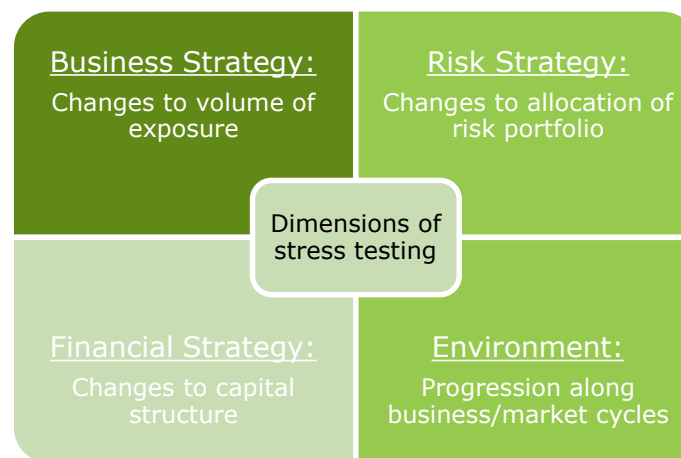 Business Strategy:
Changes to volume of
exposure
Risk Strategy:
Changes to allocation of
risk portfolio
Dimensions of
stress testing
Financial Strategy:
Changes to capital
structure
Environment:
Progression along
business/market cycles